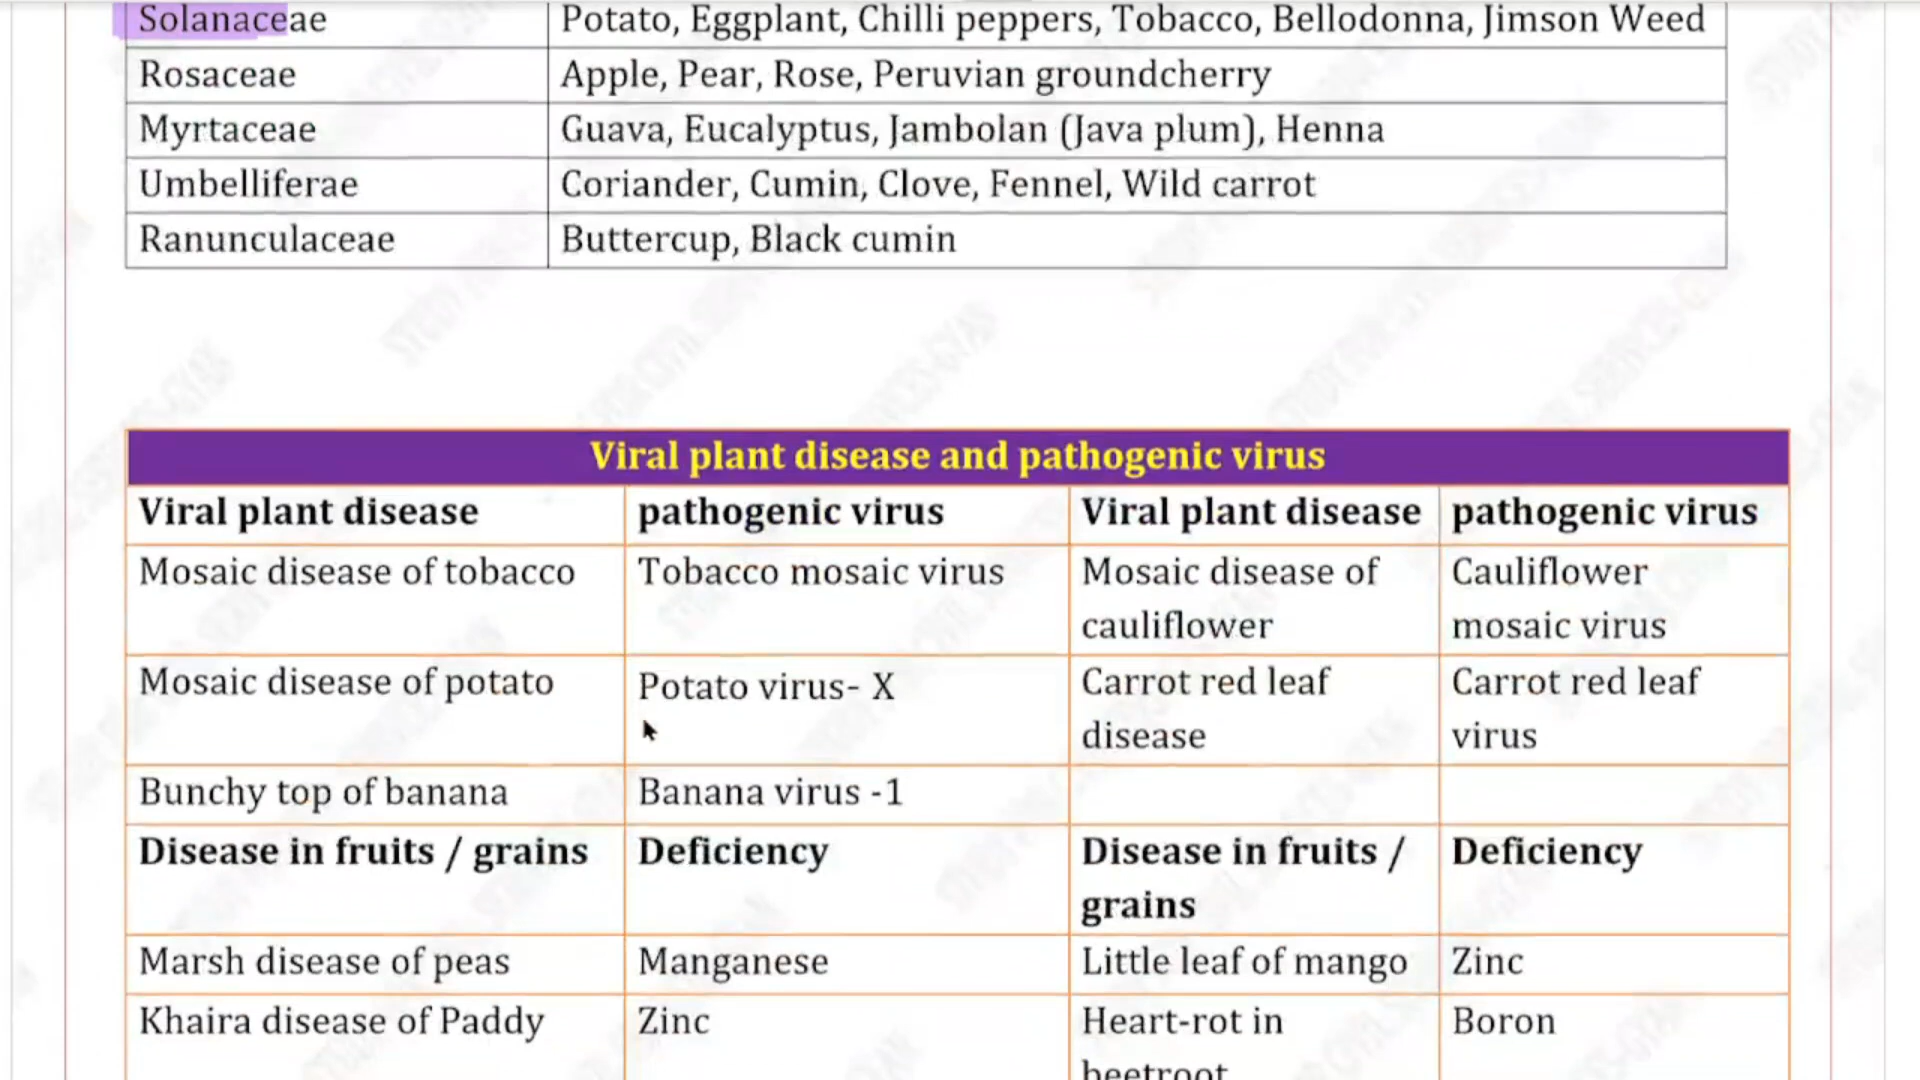 Solanaceae Potato, Eggplant, Chilli peppers, Tobacco, Bellodonna, Jimson Weed
Rosaceae Apple, Pear, Rose, Peruvian groundcherry
Myrtaceae Guava, Eucalyptus, Jambolan (Java plum), Henna
Umbelliferae Coriander, Cumin, Clove, Fennel, Wild carrot
Ranunculaceae Buttercup, Black cumin
Viral plant disease and pathogenic virus
Viral plant disease pathogenic virus Viral plant disease pathogenic virus
Mosaic disease of tobacco Tobacco mosaic virus Mosaic disease of Cauliflower
cauliflower mosaic virus
Mosaic disease of potato Potato virus- X Carrot red leaf Carrot red leaf
disease virus
Bunchy top of banana Banana virus -1
Disease in fruits / grains Deficiency Disease in fruits / Deficiency
grains
Marsh disease of peas Manganese Little leaf of mango Zinc
Khaira disease of Paddy Zinc Heart-rot in Boron
beetroot